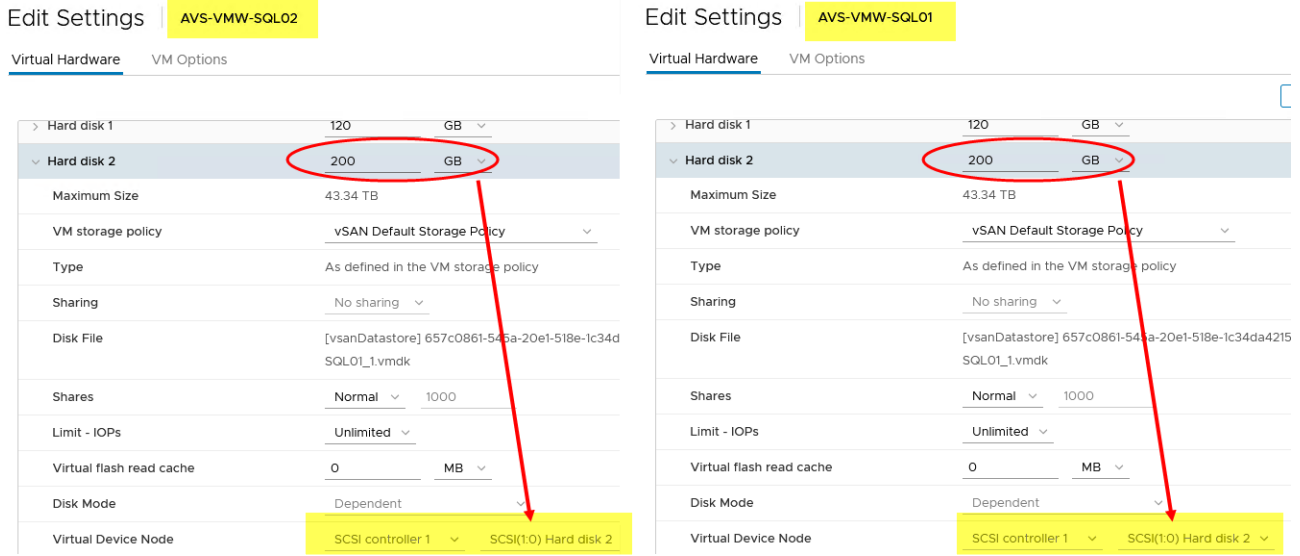 Edit Settings | AVS-VMW-SQL02
Virtual Hardware VM Options
Hard disk 1 120 GB
Hard disk 2 200 GB
Maximum Size 43.34 TB
VM storage policy vSAN Default Storage Policy
Type As defined in the VM storage policy
Sharing No sharing
Disk File [vsanDatastore] 657c0861-545a-20e1-518e-1c34d
SQL01_1.vmdk
Shares Normal 1000
Limit - IOPs Unlimited
Virtual flash read cache 0 MB
Disk Mode Dependent
Virtual Device Node SCSI controller 1 SCSI(1:0) Hard disk 2
Edit Settings | AVS-VMW-SQL01
Virtual Hardware VM Options
Hard disk 1 120 GB
Hard disk 2 200 GB
Maximum Size 43.34 TB
VM storage policy vSAN Default Storage Policy
Type As defined in the VM storage policy
Sharing No sharing
Disk File [vsanDatastore] 657c0861-545a-20e1-518e-1c34da4215
SQL01_1.vmdk
Shares Normal 1000
Limit - IOPs Unlimited
Virtual flash read cache 0 MB
Disk Mode Dependent
Virtual Device Node SCSI controller 1 SCSI(1:0) Hard disk 2